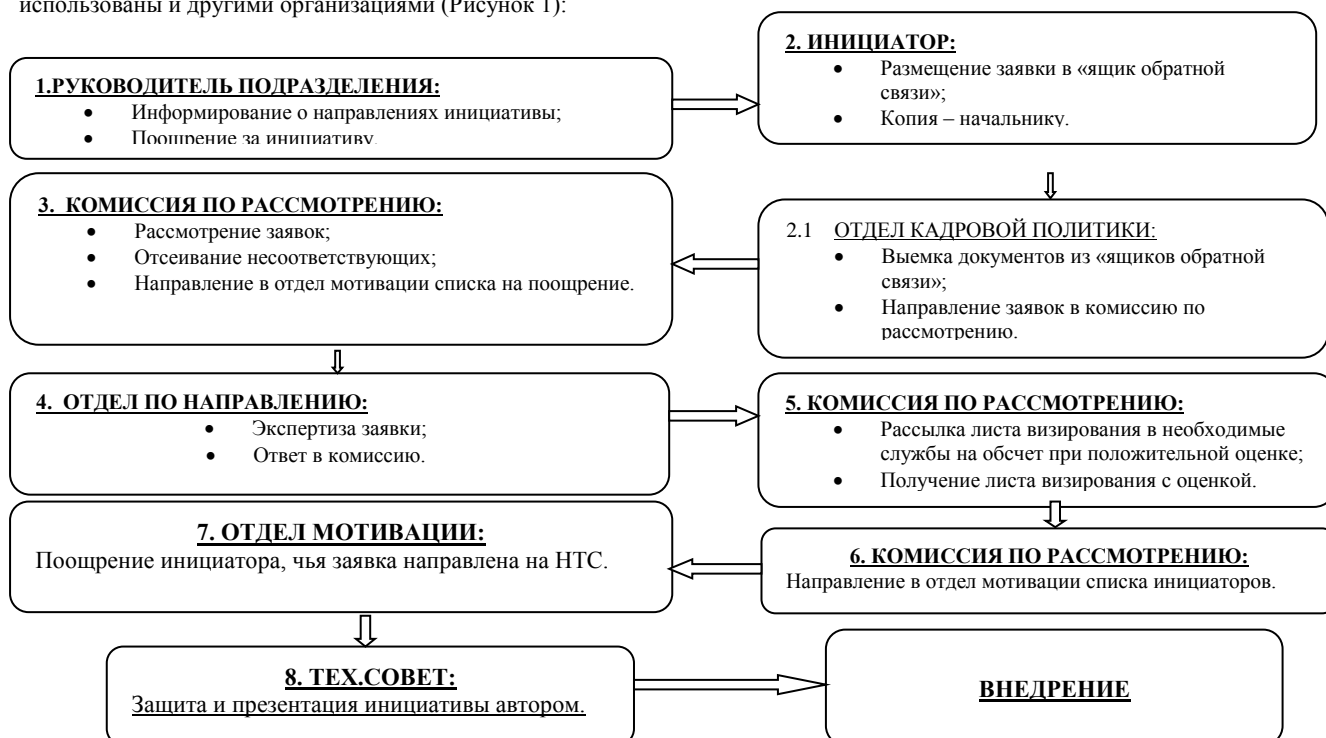 использованы и другими организациями (Рисунок 1):
1.РУКОВОДИТЕЛЬ ПОДРАЗДЕЛЕНИЯ:
• Информирование о направлениях инициативы;
• Поощрение за инициативу.
2. ИНИЦИАТОР:
• Размещение заявки в «ящик обратной
связи»;
• Копия – начальнику.
2.1 ОТДЕЛ КАДРОВОЙ ПОЛИТИКИ:
• Выемка документов из «ящиков обратной
связи»;
• Направление заявок в комиссию по
рассмотрению.
3. КОМИССИЯ ПО РАССМОТРЕНИЮ:
• Рассмотрение заявок;
• Отсеивание несоответствующих;
• Направление в отдел мотивации списка на поощрение.
4. ОТДЕЛ ПО НАПРАВЛЕНИЮ:
• Экспертиза заявки;
• Ответ в комиссию.
5. КОМИССИЯ ПО РАССМОТРЕНИЮ:
• Рассылка листа визирования в необходимые
службы на обсчет при положительной оценке;
• Получение листа визирования с оценкой.
6. КОМИССИЯ ПО РАССМОТРЕНИЮ:
Направление в отдел мотивации списка инициаторов.
7. ОТДЕЛ МОТИВАЦИИ:
Поощрение инициатора, чья заявка направлена на НТС.
8. ТЕХ.СОВЕТ:
Защита и презентация инициативы автором.
ВНЕДРЕНИЕ